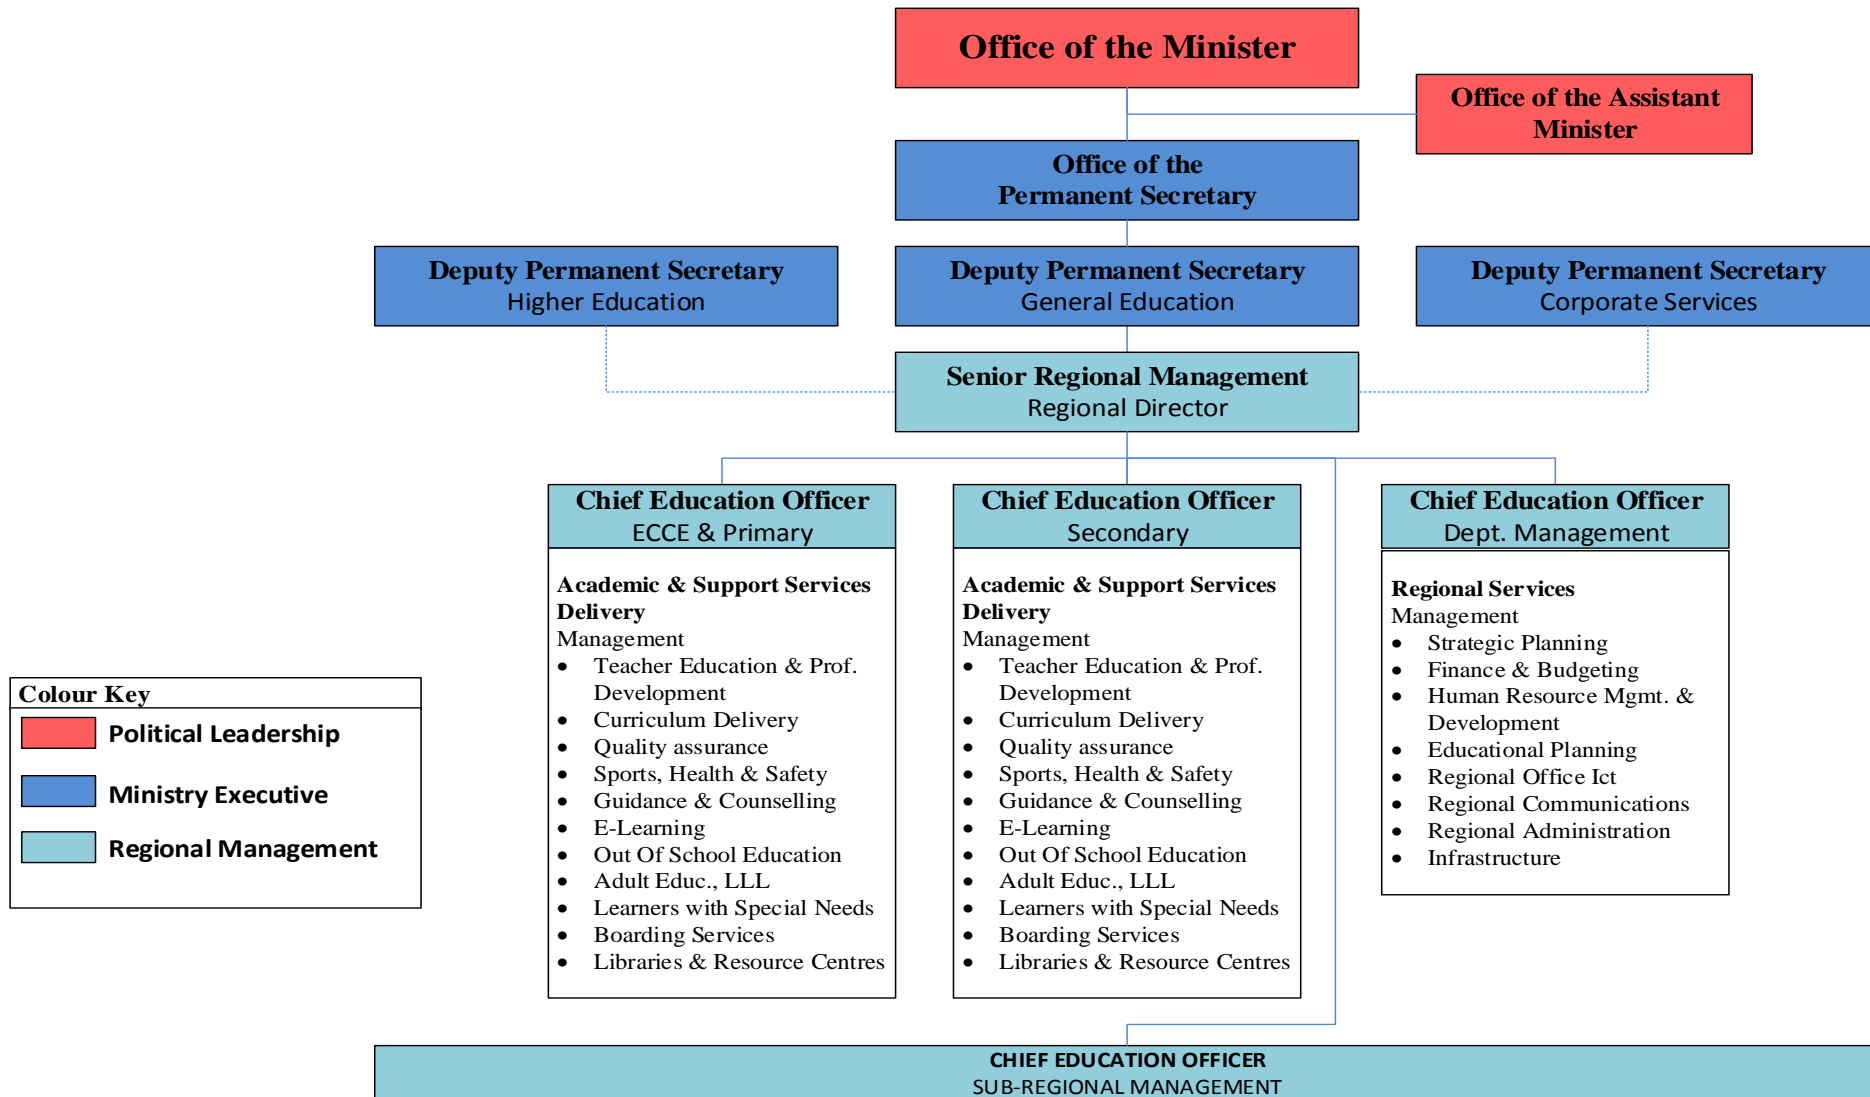 Office of the Minister
Office of the Assistant
Minister
Office of the
Permanent Secretary
Deputy Permanent Secretary
Higher Education
Deputy Permanent Secretary
General Education
Deputy Permanent Secretary
Corporate Services
Senior Regional Management
Regional Director
Chief Education Officer
ECCE & Primary
Academic & Support Services
Delivery
Management
• Teacher Education & Prof.
Development
• Curriculum Delivery
• Quality assurance
• Sports, Health & Safety
• Guidance & Counselling
• E-Learning
• Out Of School Education
• Adult Educ., LLL
• Learners with Special Needs
• Boarding Services
• Libraries & Resource Centres
Chief Education Officer
Secondary
Academic & Support Services
Delivery
Management
• Teacher Education & Prof.
Development
• Curriculum Delivery
• Quality assurance
• Sports, Health & Safety
• Guidance & Counselling
• E-Learning
• Out Of School Education
• Adult Educ., LLL
• Learners with Special Needs
• Boarding Services
• Libraries & Resource Centres
Chief Education Officer
Dept. Management
Regional Services
Management
• Strategic Planning
• Finance & Budgeting
• Human Resource Mgmt. &
Development
• Educational Planning
• Regional Office Ict
• Regional Communications
• Regional Administration
• Infrastructure
Colour Key
Political Leadership
Ministry Executive
Regional Management
CHIEF EDUCATION OFFICER
SUB-REGIONAL MANAGEMENT